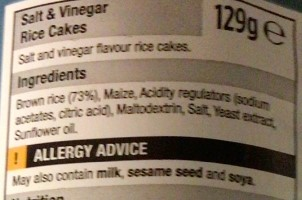 Salt & Vinegar
Rice Cakes
129g ℮
Salt and vinegar flavour rice cakes.
Ingredients
Brown rice (73%), Maize, Acidity regulators (sodium
acetates, citric acid), Maltodextrin, Salt, Yeast extract,
Sunflower oil.
! ALLERGY ADVICE
May also contain milk, sesame seed and soya.
Nutrition